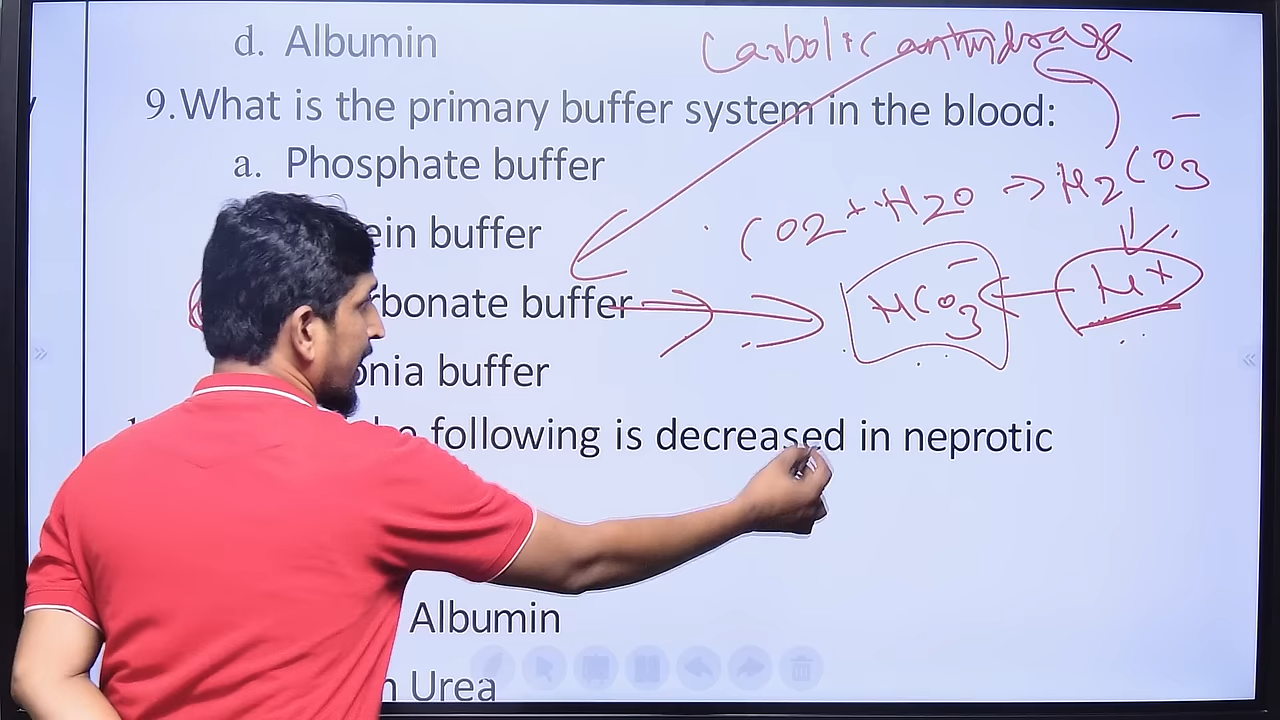 d. Albumin
Carbolic anhydrase
9.What is the primary buffer system in the blood:
a. Phosphate buffer
CO2 + H2O → H2CO3
ein buffer
H+
rbonate buffer
HCO3-
onia buffer
he following is decreased in neprotic
Albumin
n Urea